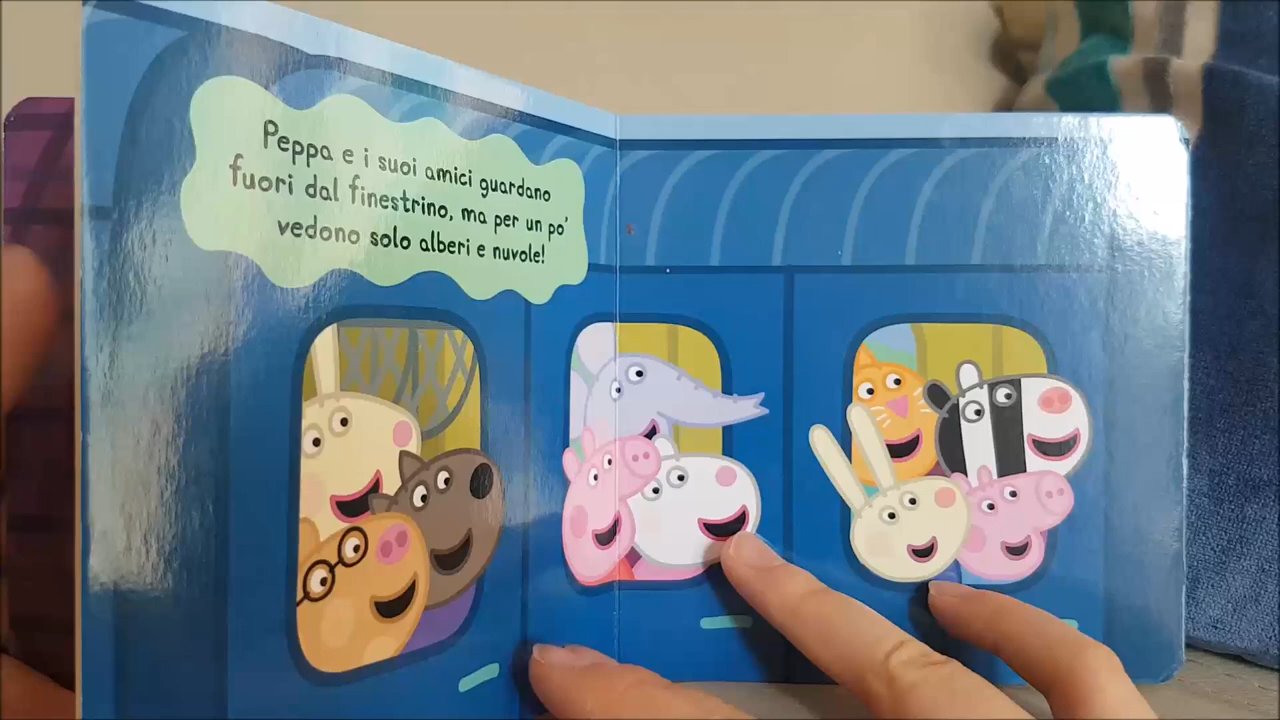 Peppa e i suoi amici guardano
fuori dal finestrino, ma per un po'
vedono solo alberi e nuvole!